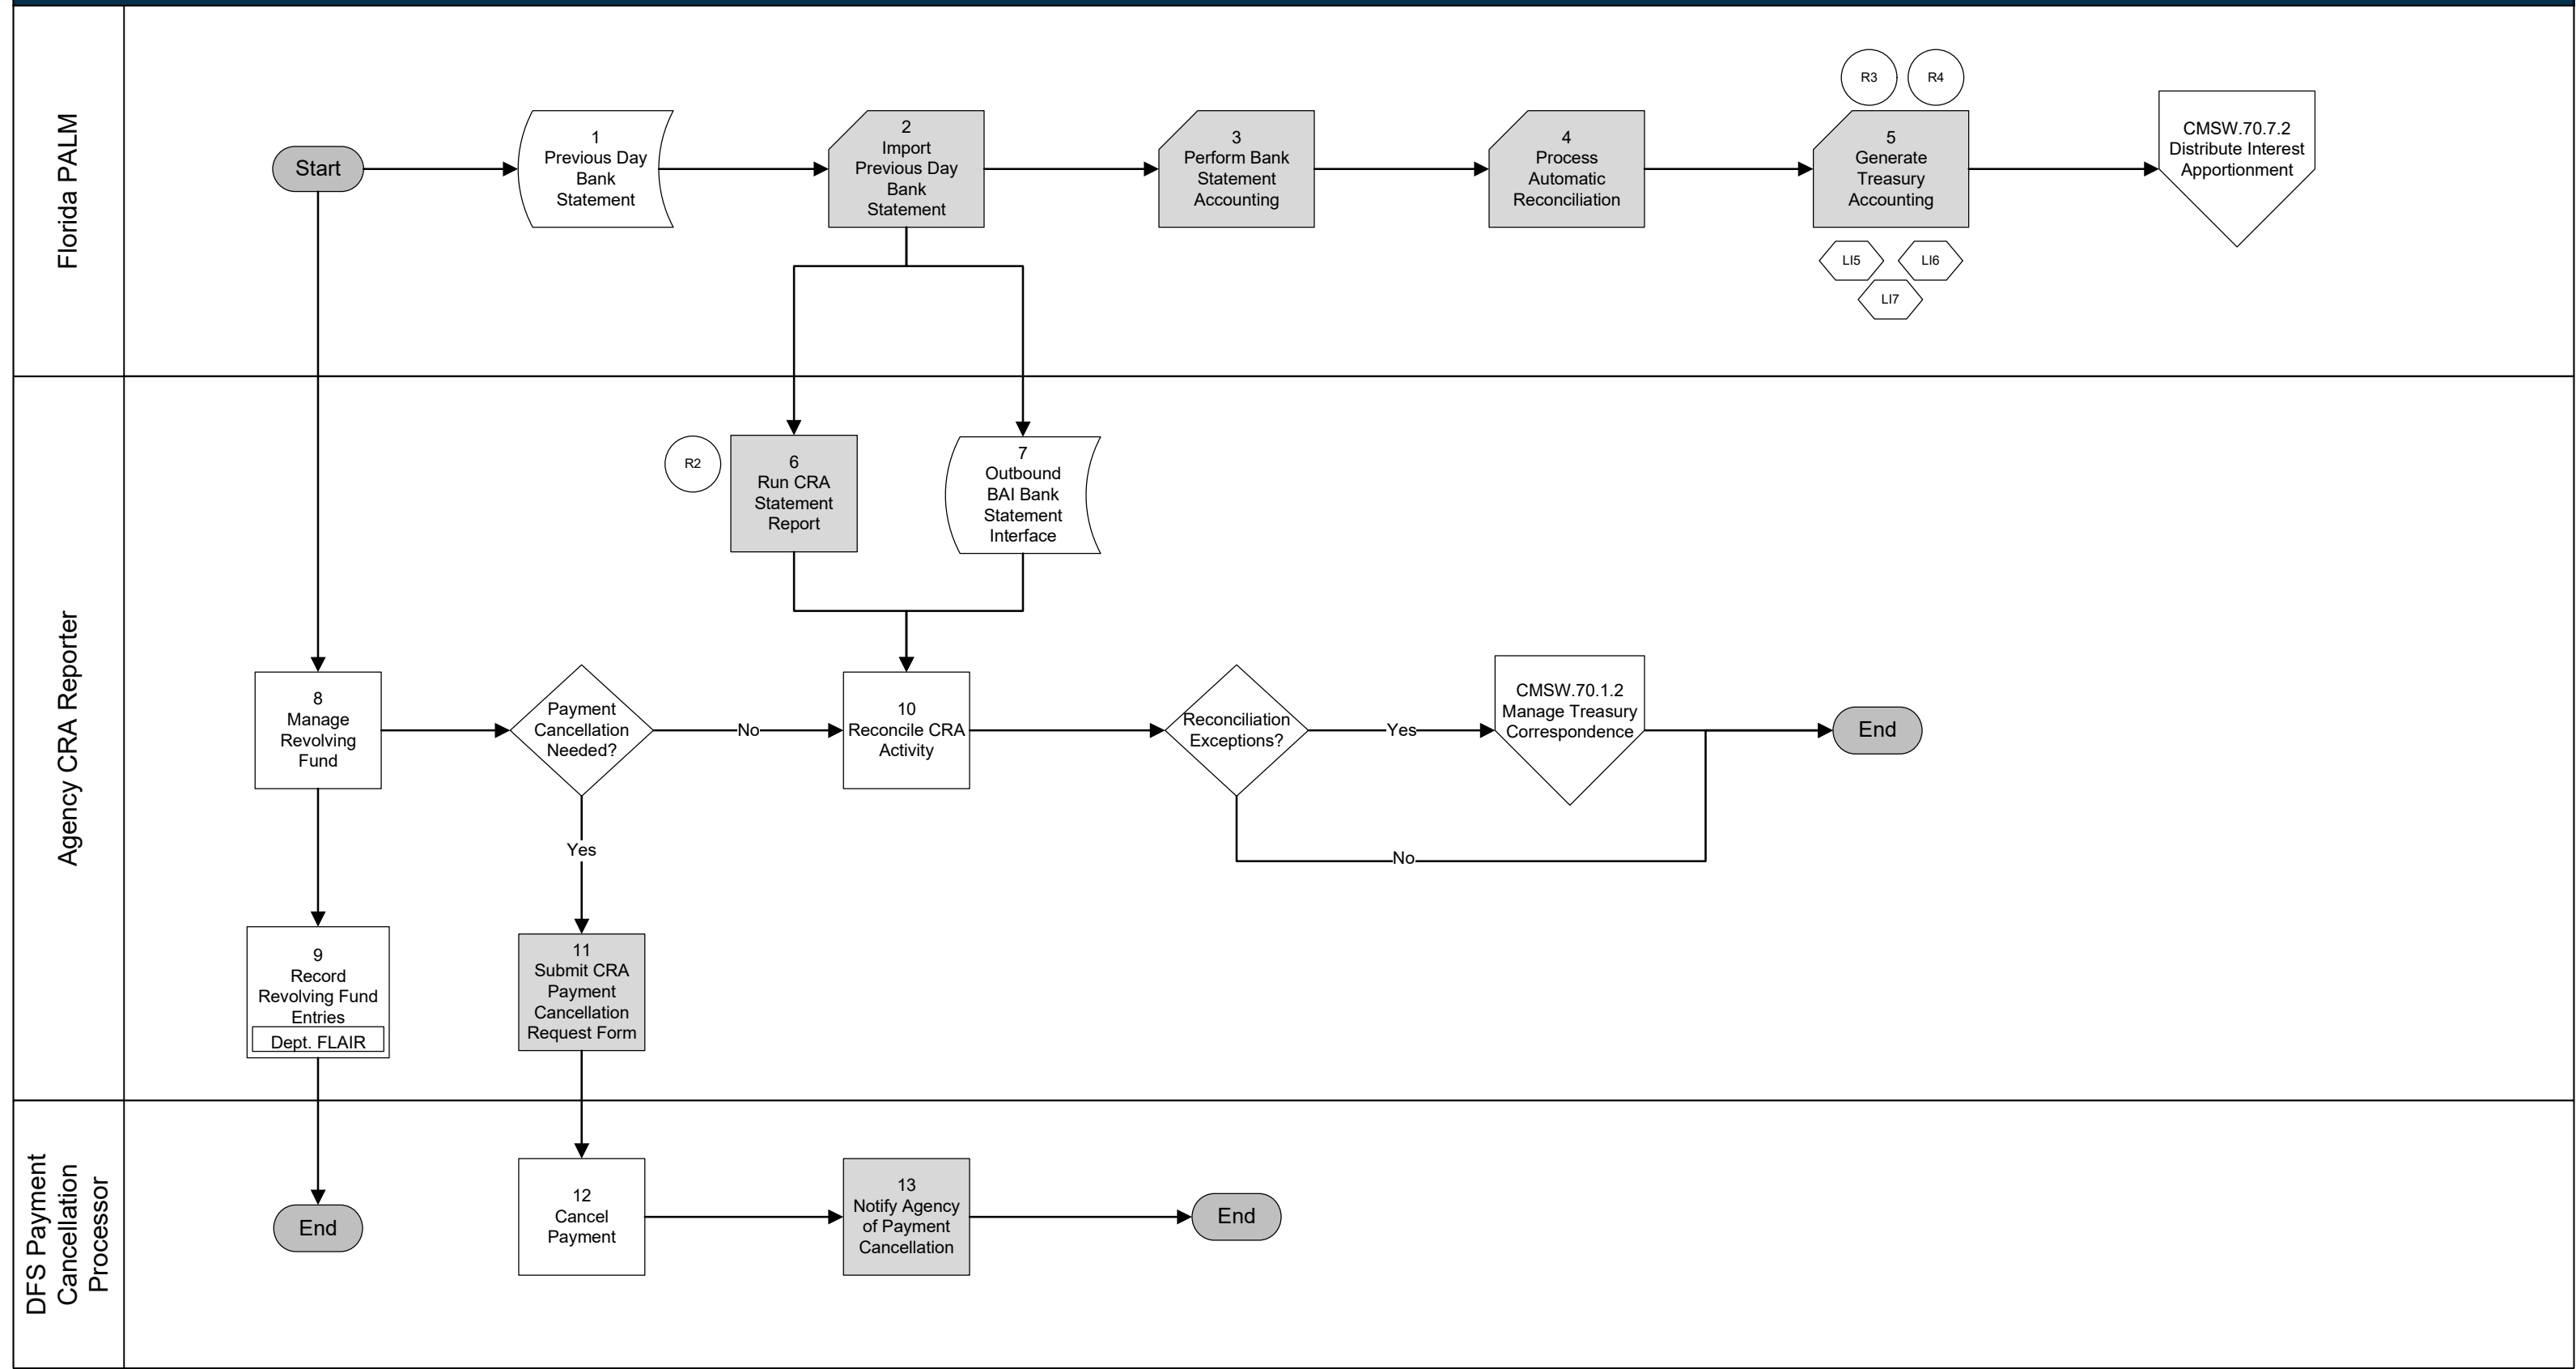 Florida PALM
Start
1
Previous Day
Bank
Statement
2
Import
Previous Day
Bank
Statement
3
Perform Bank
Statement
Accounting
4
Process
Automatic
Reconciliation
R3
R4
5
Generate
Treasury
Accounting
LI5
LI6
LI7
CMSW.70.7.2
Distribute Interest
Apportionment
Agency CRA Reporter
R2
6
Run CRA
Statement
Report
7
Outbound
BAI Bank
Statement
Interface
8
Manage
Revolving
Fund
Payment
Cancellation
Needed?
No
10
Reconcile CRA
Activity
Reconciliation
Exceptions?
Yes
CMSW.70.1.2
Manage Treasury
Correspondence
End
Yes
No
9
Record
Revolving Fund
Entries
Dept. FLAIR
11
Submit CRA
Payment
Cancellation
Request Form
DFS Payment
Cancellation
Processor
End
12
Cancel
Payment
13
Notify Agency
of Payment
Cancellation
End